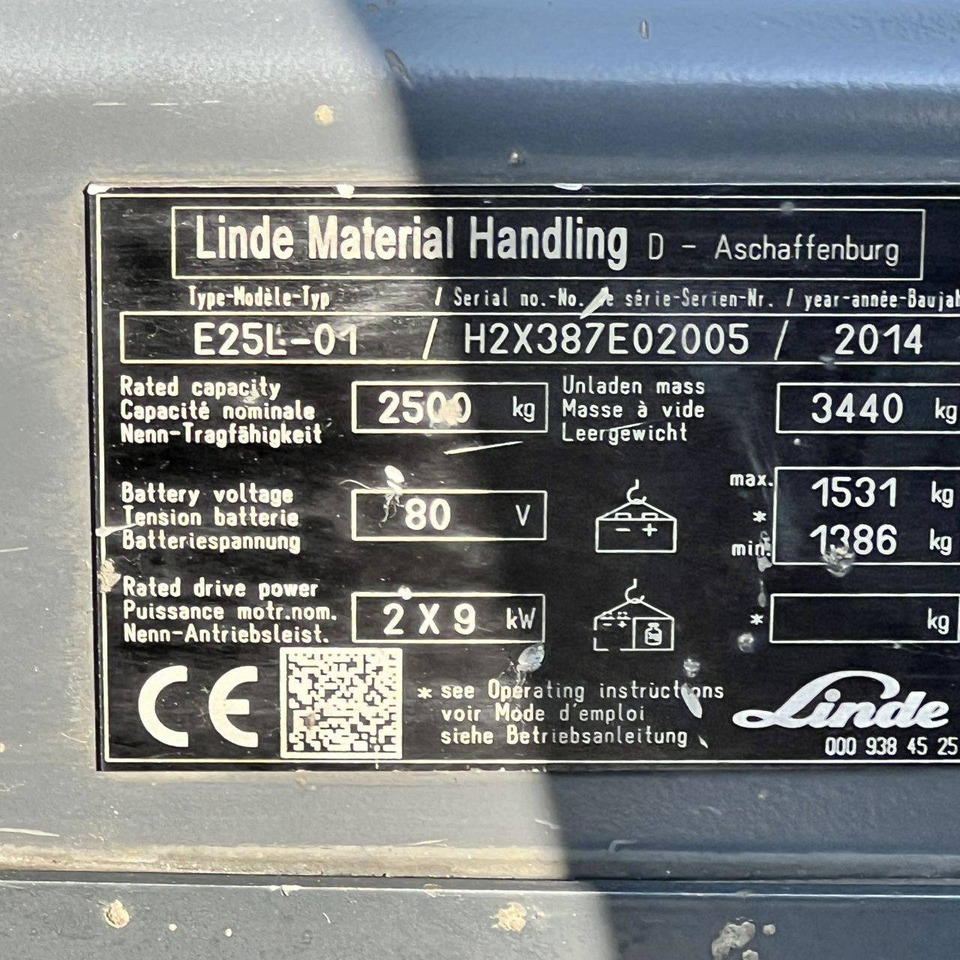 Linde Material Handling D - Aschaffenburg
Type-Modèle-Typ / Serial no.-No. de série-Serien-Nr. / year-année-Baujah
E25L-01 / H2X387E02005 / 2014
Rated capacity
Capacité nominale
Nenn-Tragfähigkeit
2500 kg
Unladen mass
Masse à vide
Leergewicht
3440 kg
Battery voltage
Tension batterie
Batteriespannung
80 V
- +
max. 1531 kg
*
min. 1386 kg
Rated drive power
Puissance motr.nom.
Nenn-Antriebsleist.
2 X 9 kW
- +
* kg
CE
* see Operating instructions
voir Mode d'emploi
siehe Betriebsanleitung
Linde
000 938 45 25